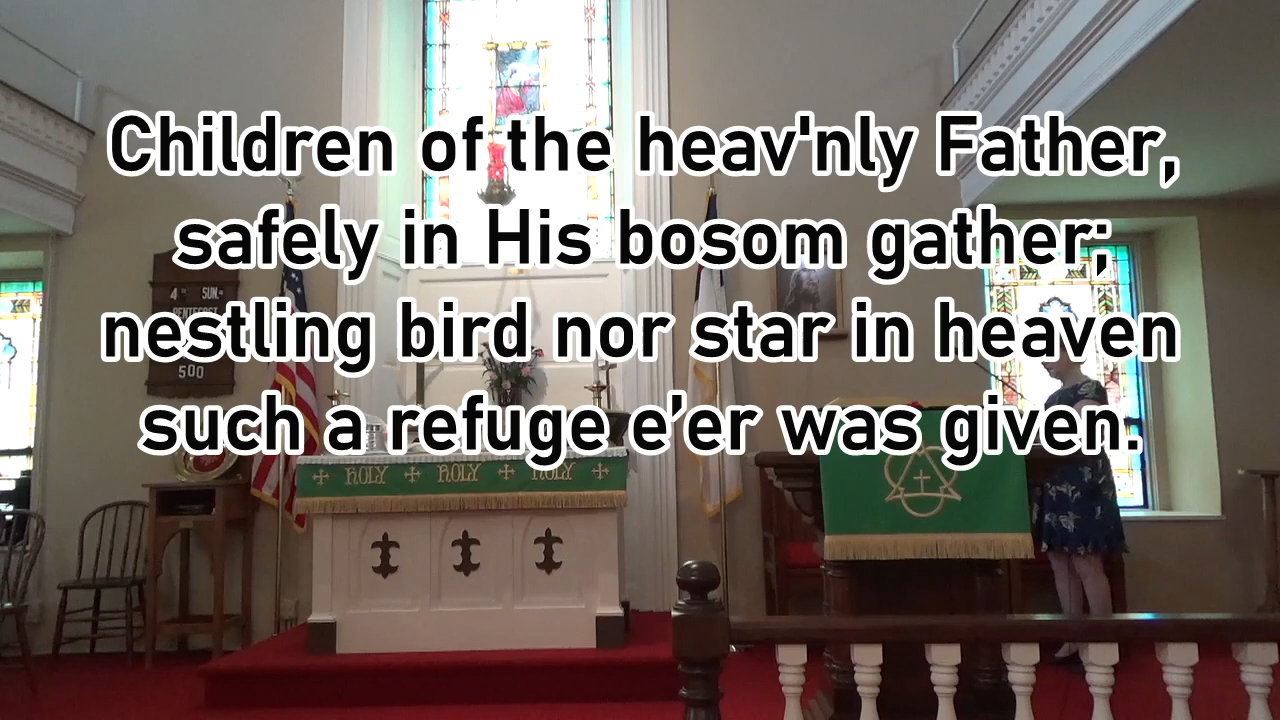 Children of the heav'nly Father,
safely in His bosom gather;
nestling bird nor star in heaven
such a refuge e’er was given.
4TH SUN.
PENTECOST
500
HOLY HOLY HOLY